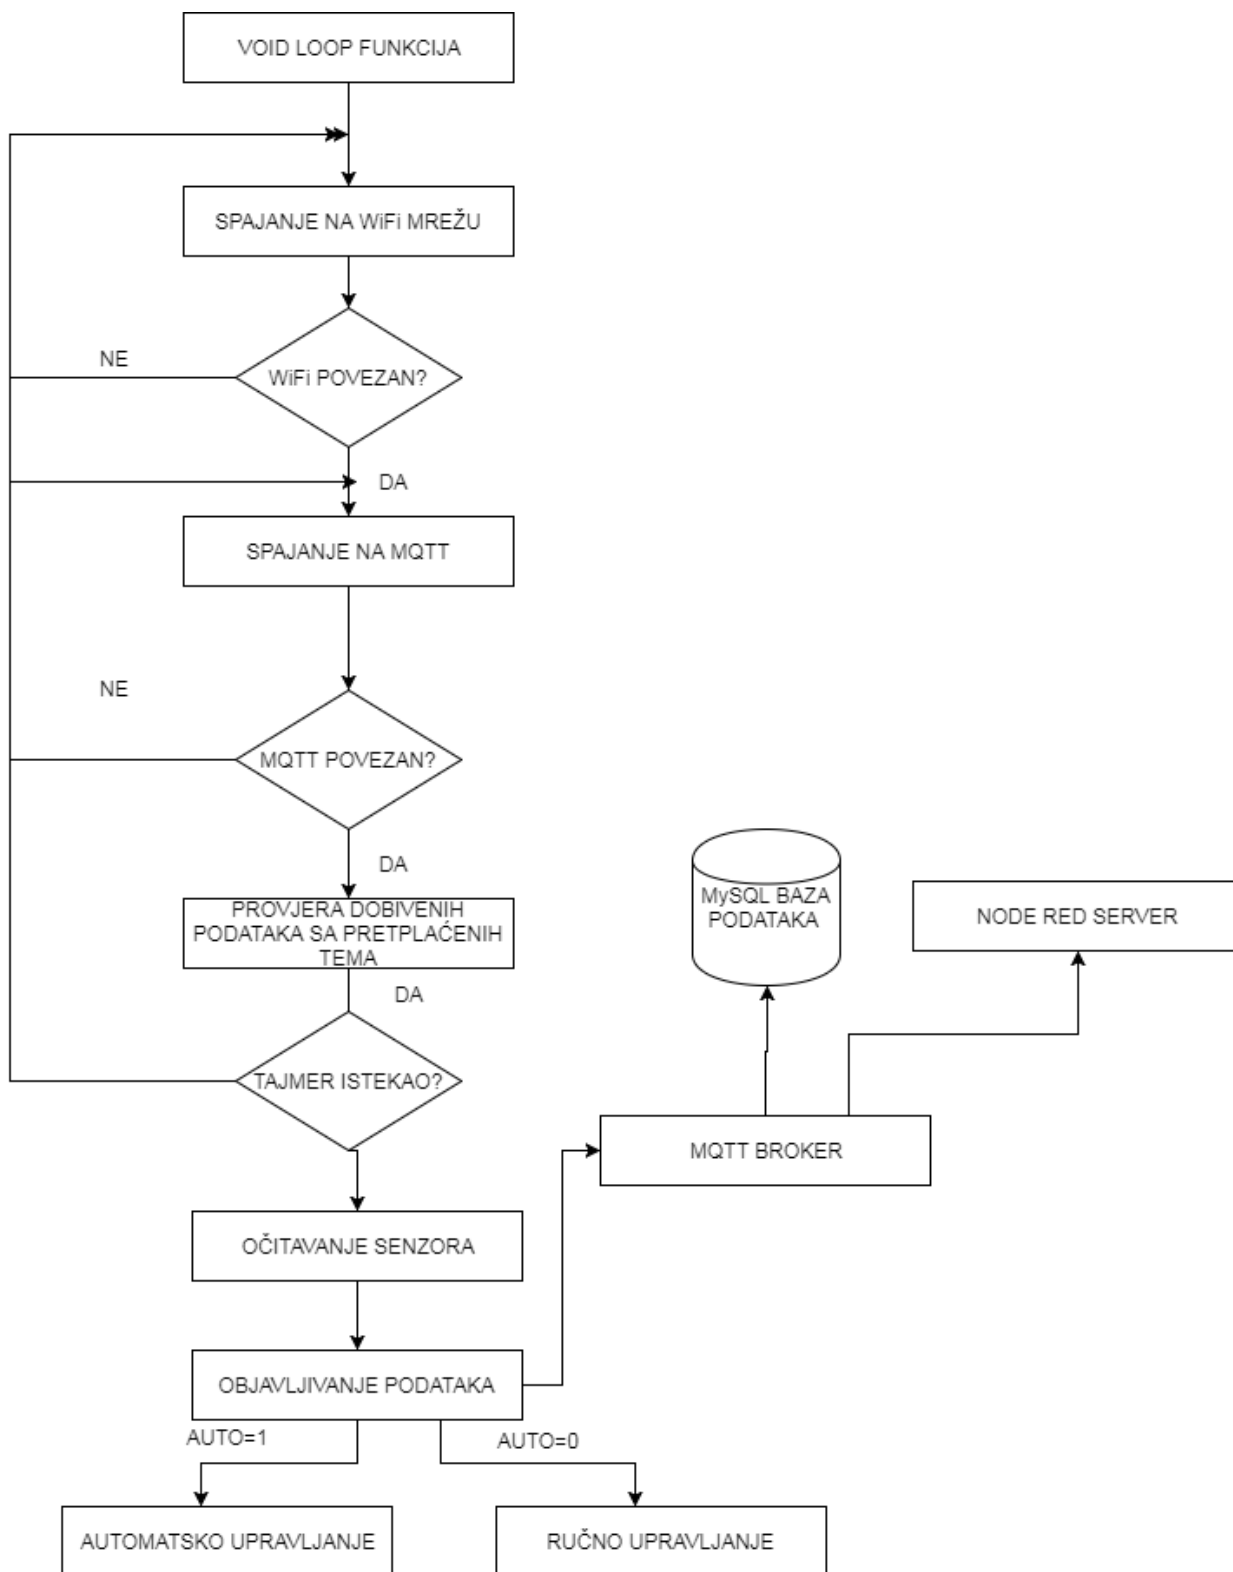 VOID LOOP FUNKCIJA
SPAJANJE NA WiFi MREŽU
NE
WiFi POVEZAN?
DA
SPAJANJE NA MQTT
NE
MQTT POVEZAN?
DA
PROVJERA DOBIVENIH
PODATAKA SA PRETPLAĆENIH
TEMA
DA
TAJMER ISTEKAO?
MySQL BAZA
PODATAKA
NODE RED SERVER
MQTT BROKER
OČITAVANJE SENZORA
OBJAVLJIVANJE PODATAKA
AUTO=1
AUTO=0
AUTOMATSKO UPRAVLJANJE
RUČNO UPRAVLJANJE